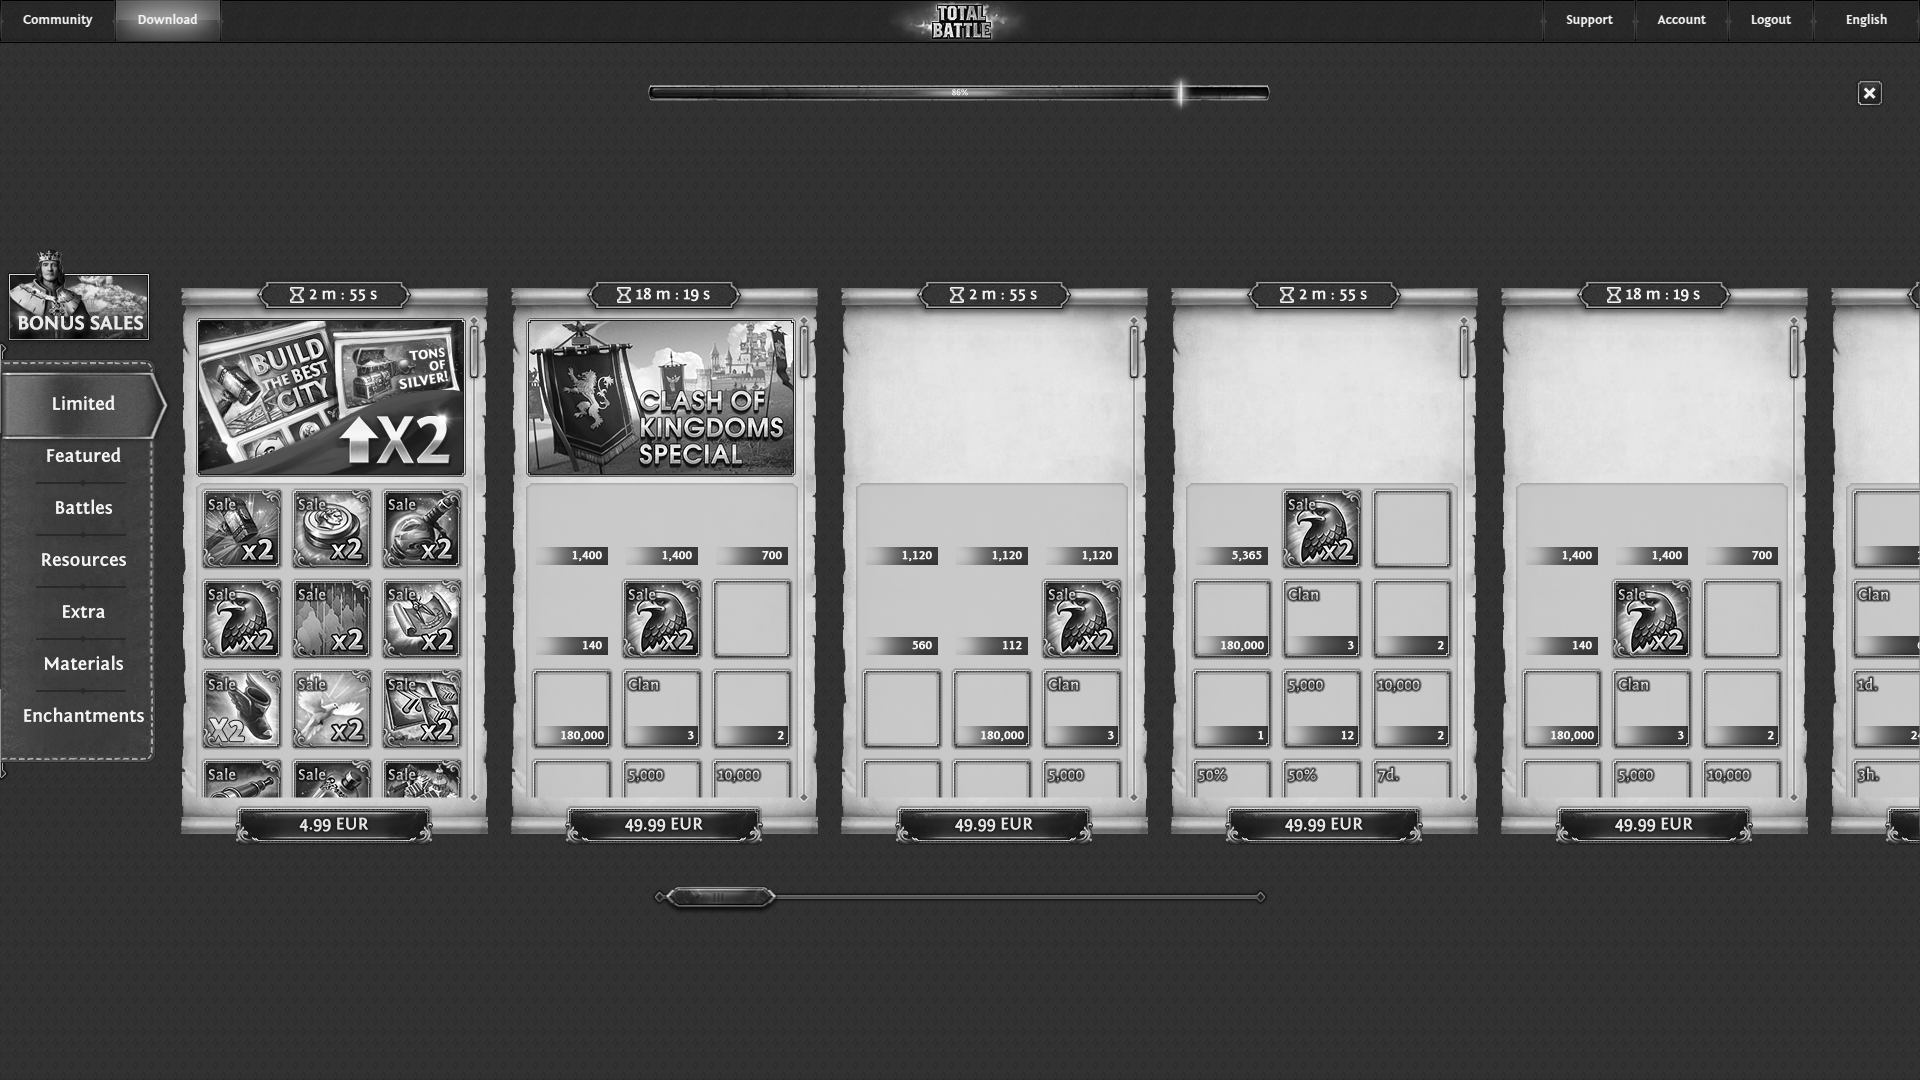 Community
Download
TOTAL
BATTLE
Support
Account
Logout
English
86%
BONUS SALES
Limited
Featured
Battles
Resources
Extra
Materials
Enchantments
2 m : 55 s
BUILD
THE BEST
CITY
TONS
OF
SILVER!
X2
Sale
x2
Sale
x2
Sale
x2
Sale
x2
Sale
x2
Sale
x2
Sale
X2
Sale
x2
Sale
x2
Sale
Sale
Sale
4.99 EUR
18 m : 19 s
CLASH OF
KINGDOMS
SPECIAL
1,400
1,400
700
140
Sale
x2
180,000
Clan
3
2
5,000
10,000
49.99 EUR
2 m : 55 s
1,120
1,120
1,120
560
112
Sale
x2
180,000
Clan
3
5,000
49.99 EUR
2 m : 55 s
5,365
Sale
x2
180,000
Clan
3
2
1
5,000
12
10,000
2
50%
50%
7d.
49.99 EUR
18 m : 19 s
1,400
1,400
700
140
Sale
x2
180,000
Clan
3
2
5,000
10,000
49.99 EUR
Clan
1d.
3h.